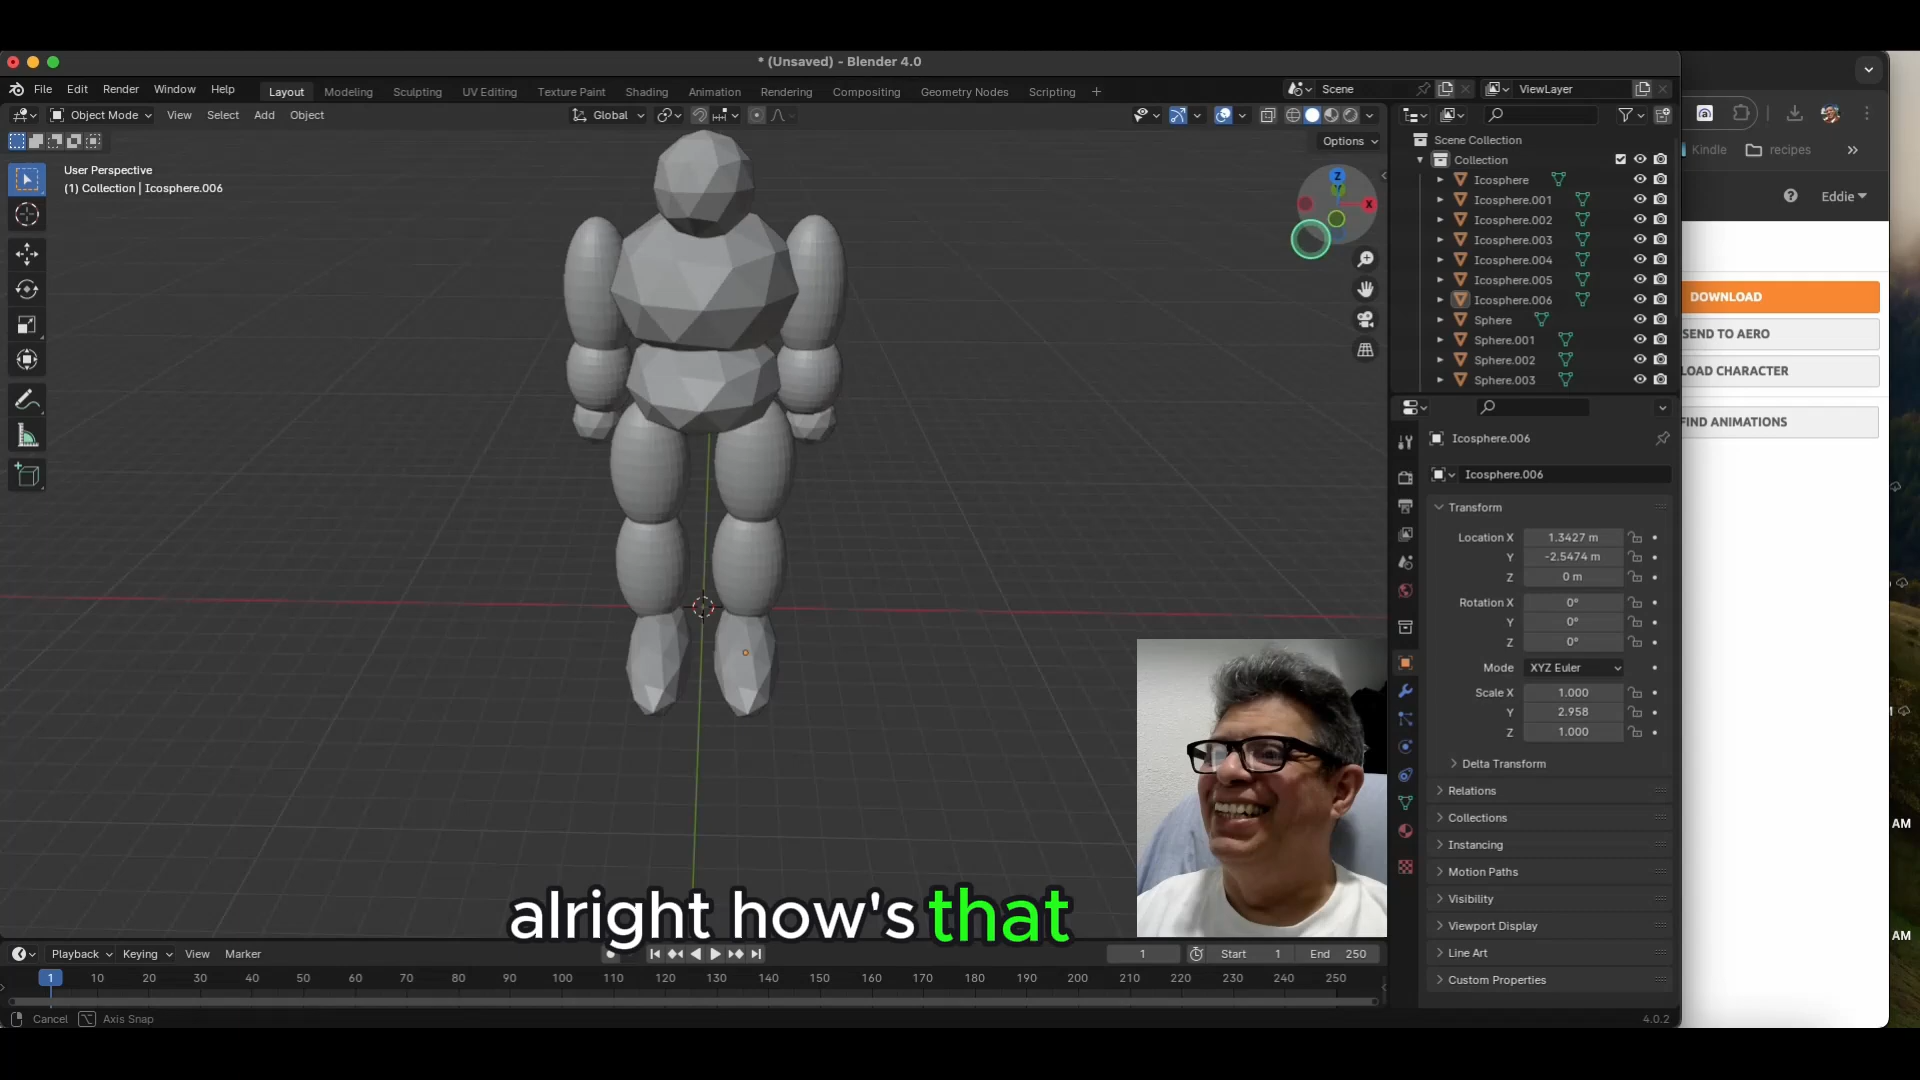 * (Unsaved) - Blender 4.0
File Edit Render Window Help
Layout Modeling Sculpting UV Editing Texture Paint Shading Animation Rendering Compositing Geometry Nodes Scripting +
Scene
ViewLayer
Object Mode View Select Add Object
Global
Options
User Perspective
(1) Collection | Icosphere.006
Z
Y
X
Scene Collection
Collection
Icosphere
Icosphere.001
Icosphere.002
Icosphere.003
Icosphere.004
Icosphere.005
Icosphere.006
Sphere
Sphere.001
Sphere.002
Sphere.003
Icosphere.006
Icosphere.006
Transform
Location X 1.3427 m
Y -2.5474 m
Z 0 m
Rotation X 0°
Y 0°
Z 0°
Mode XYZ Euler
Scale X 1.000
Y 2.958
Z 1.000
Delta Transform
Relations
Collections
Instancing
Motion Paths
Visibility
Viewport Display
Line Art
Custom Properties
Kindle recipes
Eddie
DOWNLOAD
SEND TO AERO
LOAD CHARACTER
FIND ANIMATIONS
AM
AM
alright how's that
Playback Keying View Marker
1 Start 1 End 250
1 10 20 30 40 50 60 70 80 90 100 110 120 130 140 150 160 170 180 190 200 210 220 230 240 250
Cancel Axis Snap
4.0.2